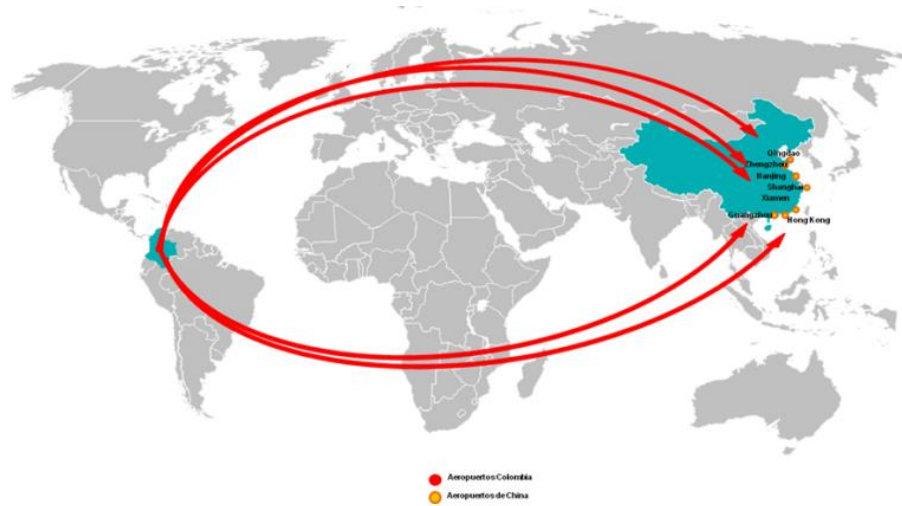 Qingdao
Zhengzhou
Nanjing
Shanghai
Xiamen
Guangzhou
Hong Kong
Aeropuertos Colombia
Aeropuertos de China